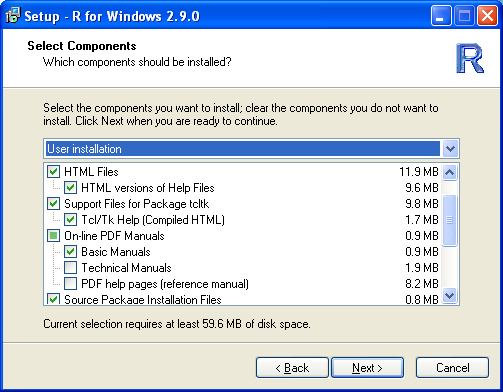 Setup - R for Windows 2.9.0
Select Components
Which components should be installed?
R
Select the components you want to install; clear the components you do not want to
install. Click Next when you are ready to continue.
User installation
HTML Files 11.9 MB
HTML versions of Help Files 9.6 MB
Support Files for Package tcltk 9.8 MB
Tcl/Tk Help (Compiled HTML) 1.7 MB
On-line PDF Manuals 0.9 MB
Basic Manuals 0.9 MB
Technical Manuals 1.9 MB
PDF help pages (reference manual) 8.2 MB
Source Package Installation Files 0.8 MB
Current selection requires at least 59.6 MB of disk space.
< Back Next > Cancel